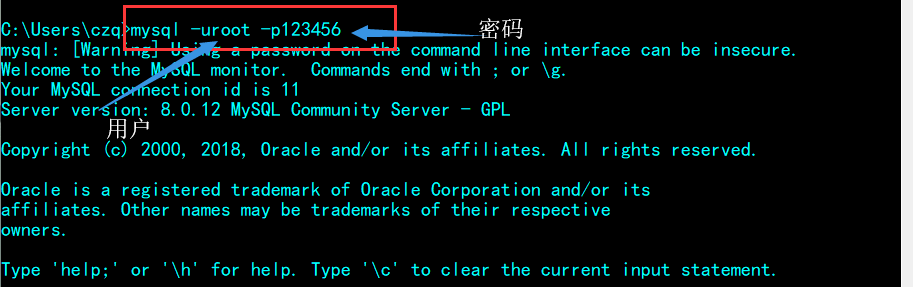 C:\Users\czq>mysql -uroot -p123456
密码
mysql: [Warning] Using a password on the command line interface can be insecure.
Welcome to the MySQL monitor.  Commands end with ; or \g.
Your MySQL connection id is 11
Server version: 8.0.12 MySQL Community Server - GPL
用户
Copyright (c) 2000, 2018, Oracle and/or its affiliates. All rights reserved.
Oracle is a registered trademark of Oracle Corporation and/or its
affiliates. Other names may be trademarks of their respective
owners.
Type 'help;' or '\h' for help. Type '\c' to clear the current input statement.